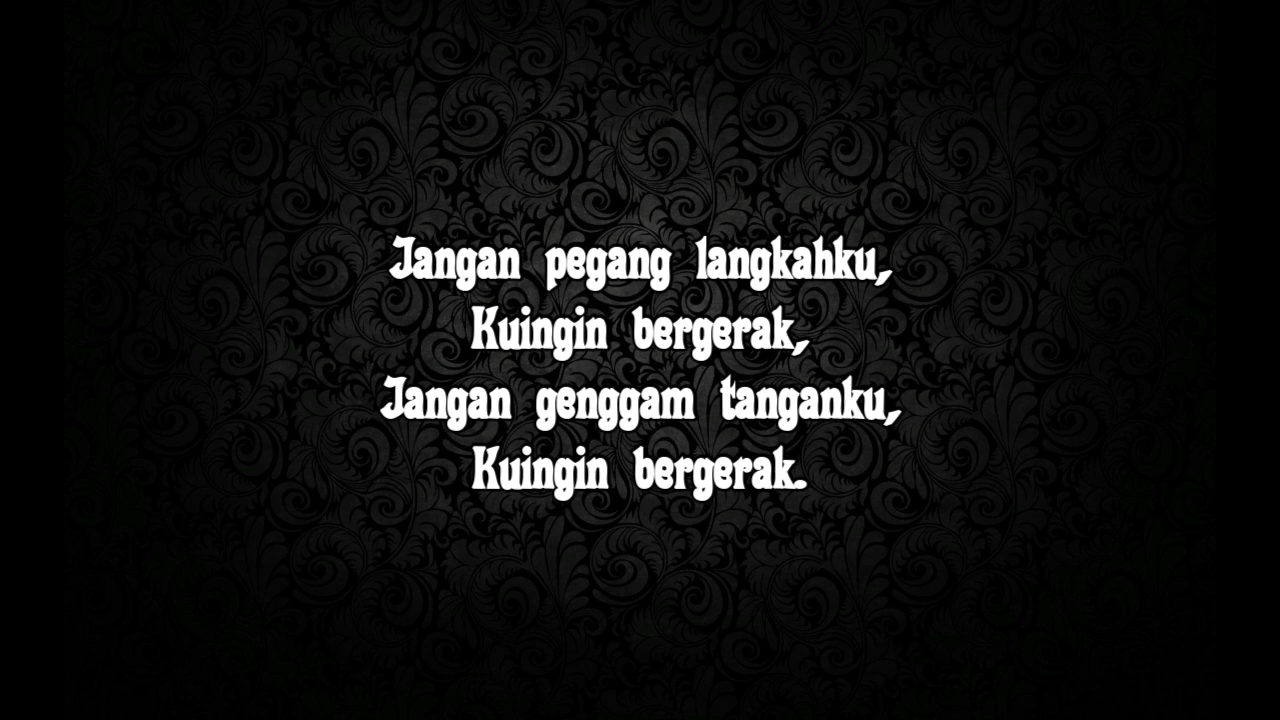 Jangan pegang langkahku,
Kuingin bergerak,
Jangan genggam tanganku,
Kuingin bergerak.